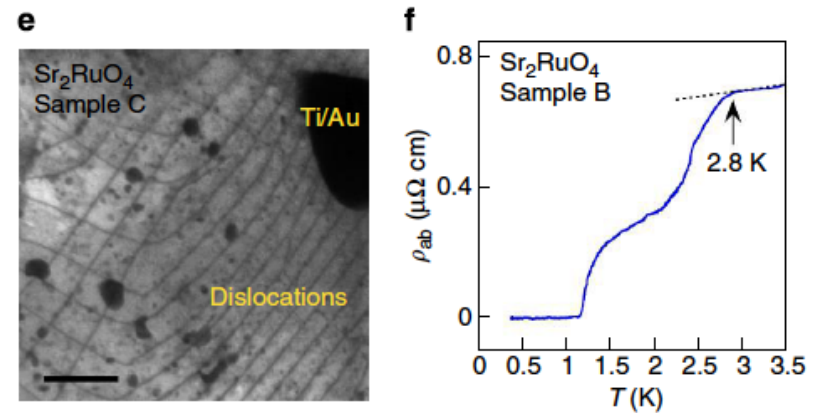 e
Sr₂RuO₄
Sample C
Ti/Au
Dislocations
f
Sr₂RuO₄
Sample B
2.8 K
ρab (μΩ cm)
0.8
0.4
0
0 0.5 1 1.5 2 2.5 3 3.5
T (K)